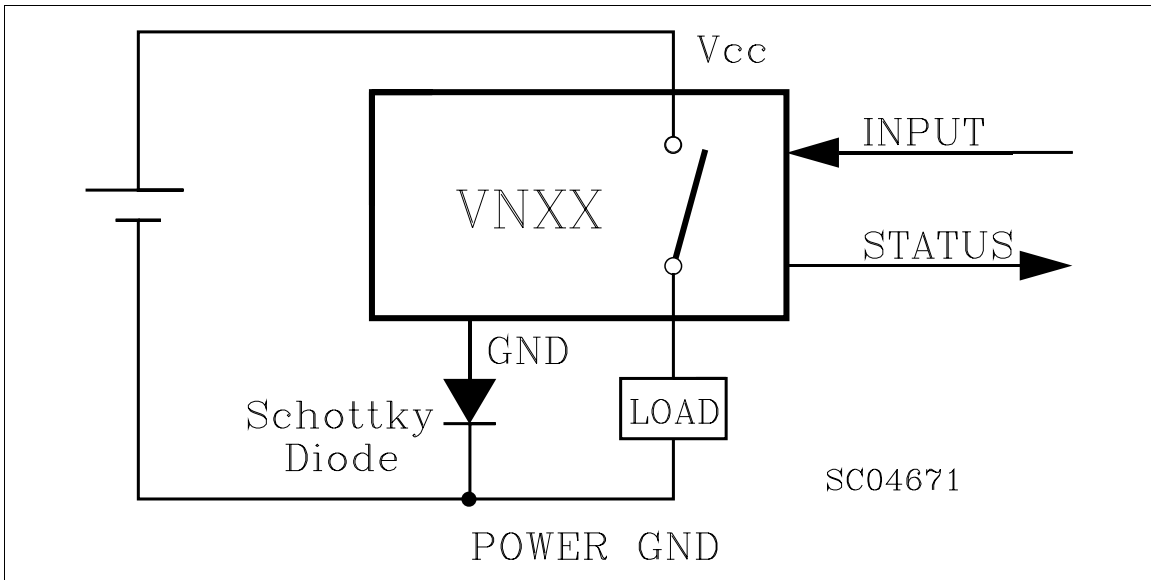 Vcc
INPUT
VNXX
STATUS
GND
Schottky
Diode
LOAD
SC04671
POWER GND